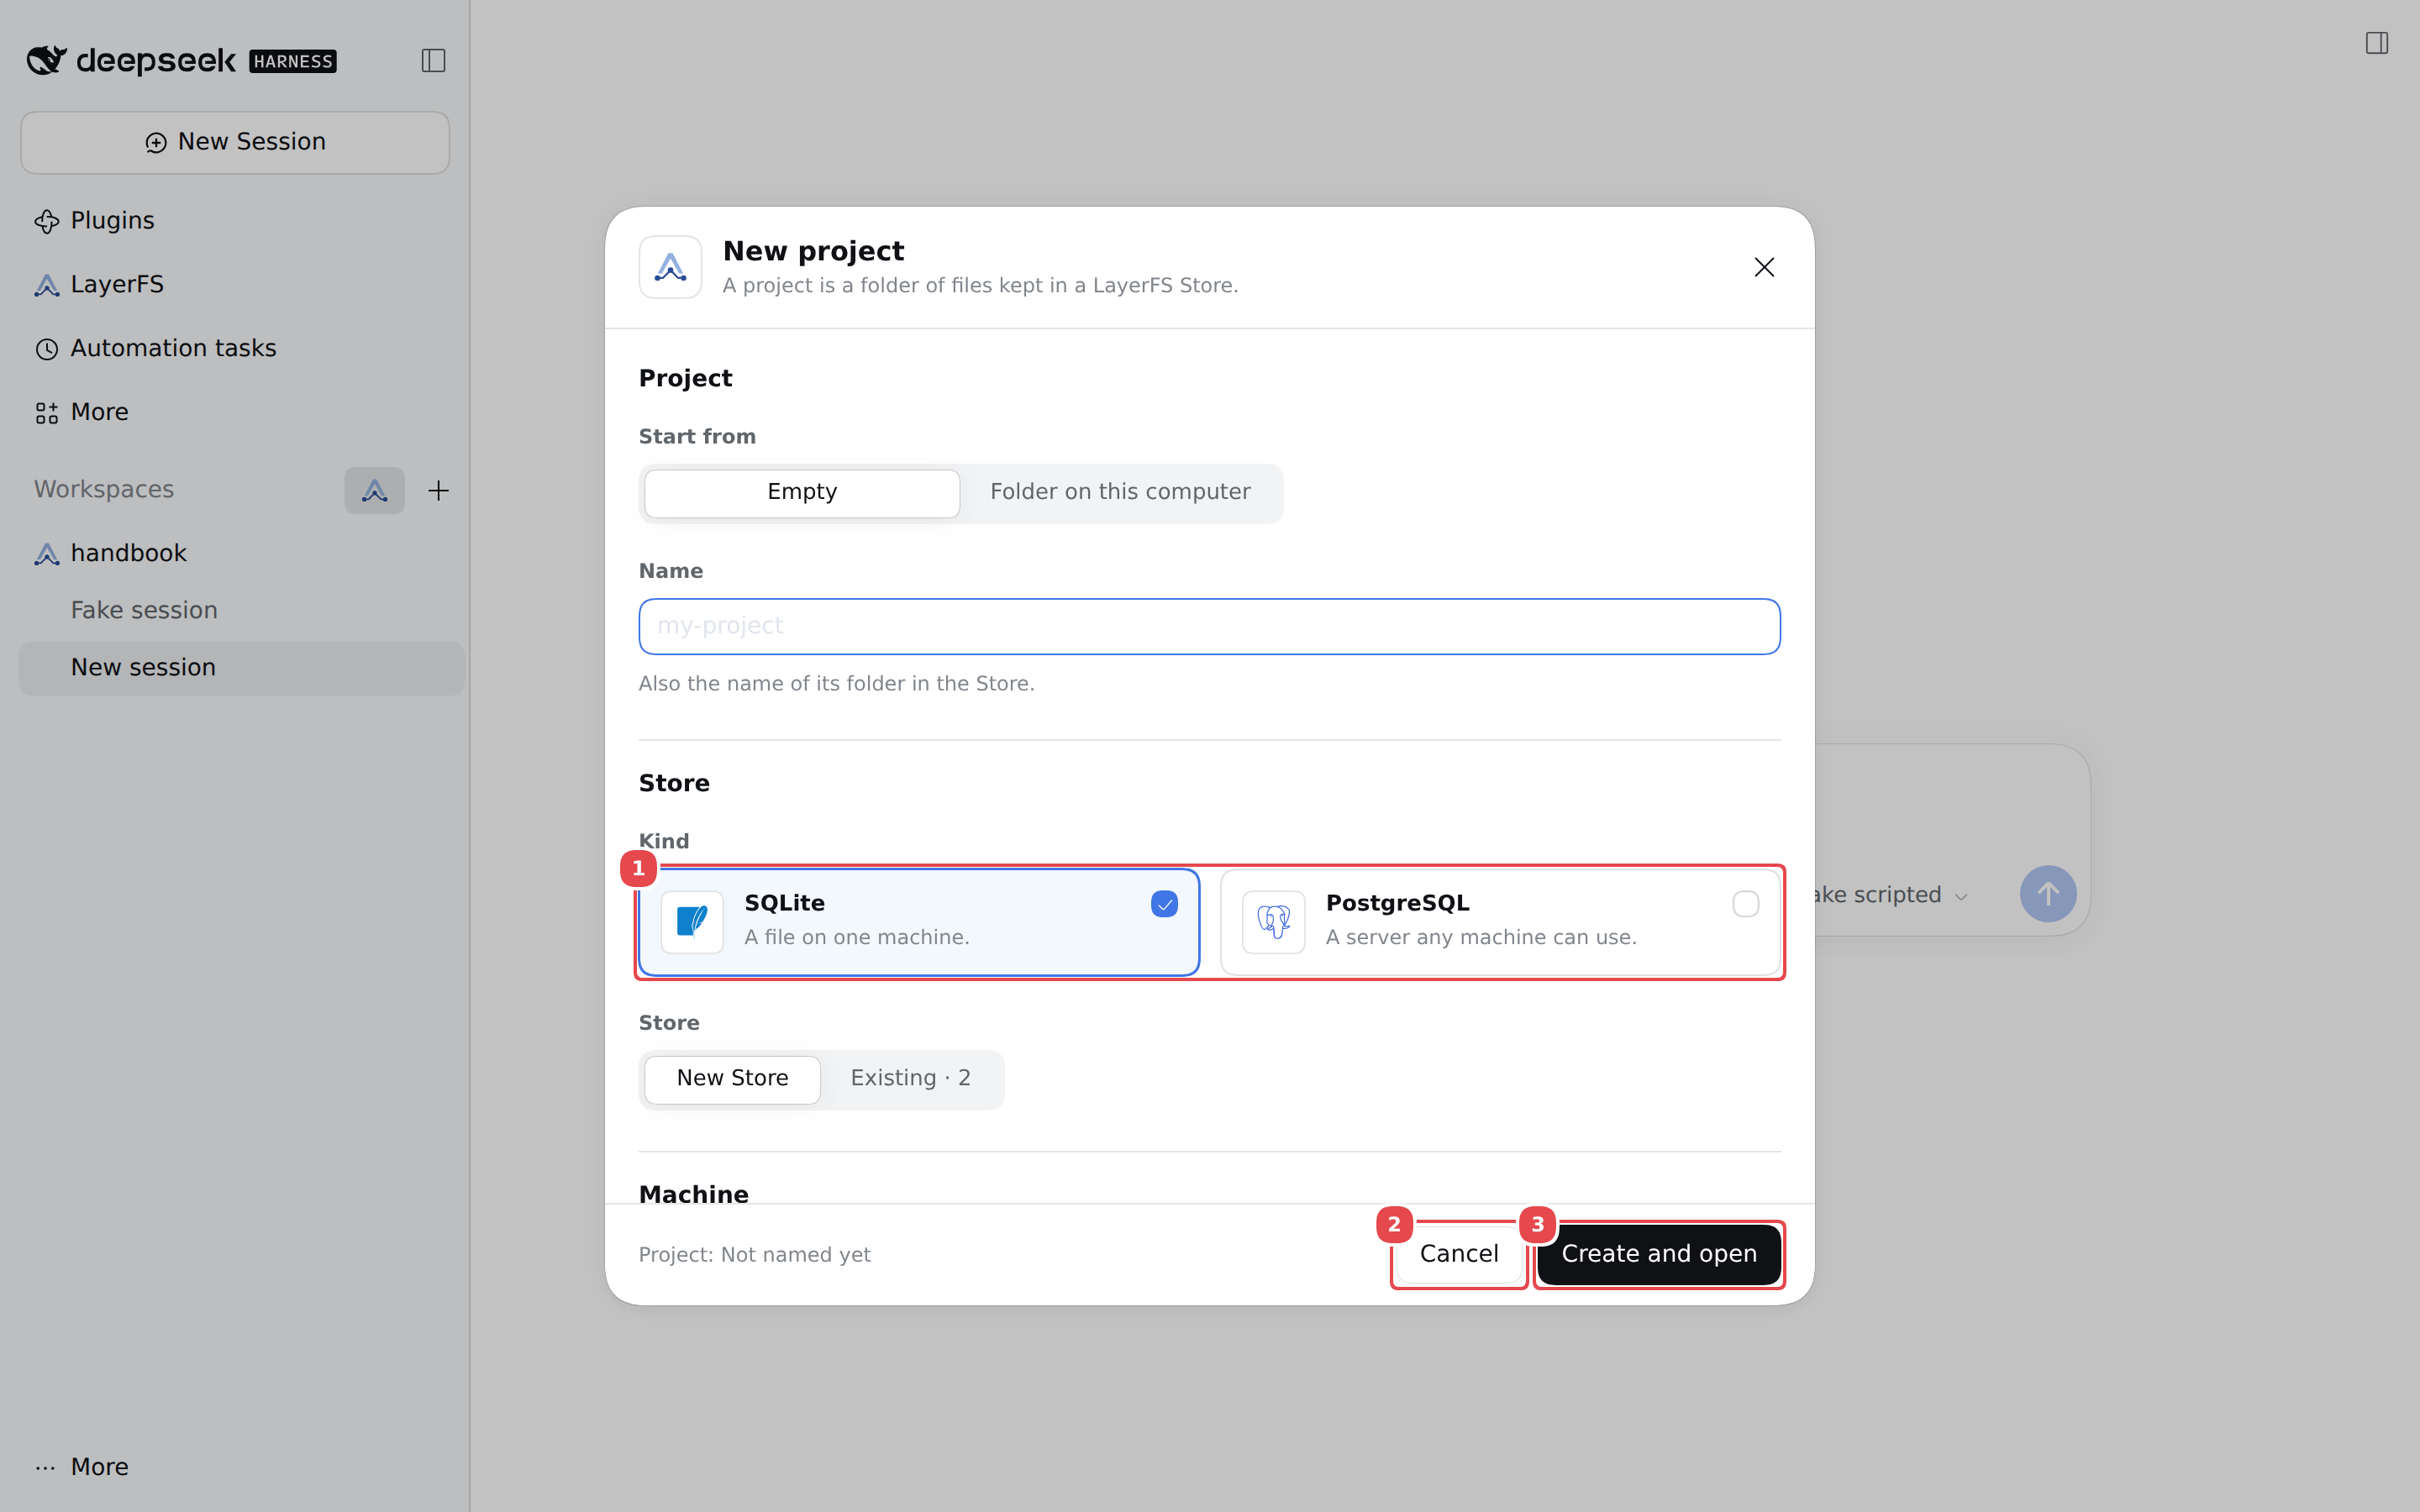 deepseek HARNESS
New Session
Plugins
LayerFS
Automation tasks
More
Workspaces
handbook
Fake session
New session
More
New project
A project is a folder of files kept in a LayerFS Store.
Project
Start from
Empty
Folder on this computer
Name
my-project
Also the name of its folder in the Store.
Store
Kind
1
SQLite
A file on one machine.
PostgreSQL
A server any machine can use.
Store
New Store
Existing · 2
Machine
Project: Not named yet
2
Cancel
3
Create and open
scripted